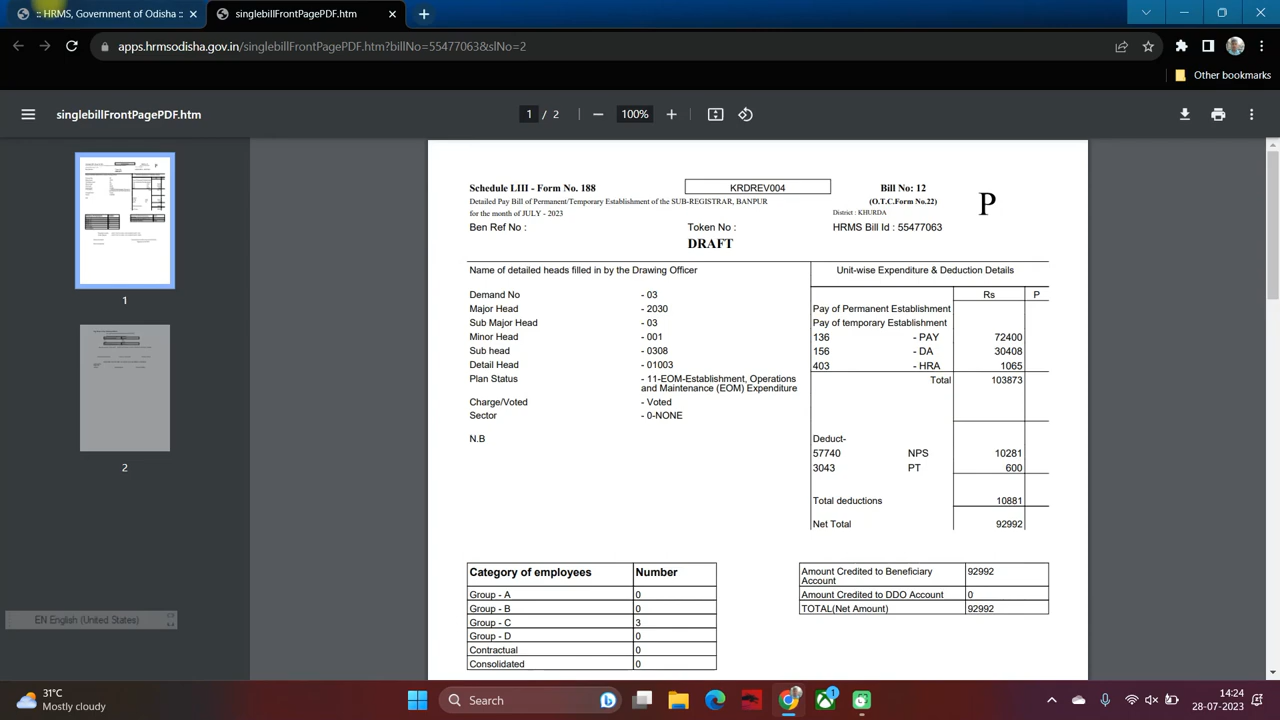 HRMS, Government of Odisha ::
singlebillFrontPagePDF.htm
apps.hrmsodisha.gov.in/singlebillFrontPagePDF.htm?billNo=55477063&slNo=2
Other bookmarks
singlebillFrontPagePDF.htm
1 / 2
100%
Schedule LIII - Form No. 188
KRDREV004
Bill No: 12
P
Detailed Pay Bill of Permanent/Temporary Establishment of the SUB-REGISTRAR, BANPUR
(O.T.C.Form No.22)
for the month of JULY - 2023
District : KHURDA
Ben Ref No :
Token No :
HRMS Bill Id : 55477063
DRAFT
Name of detailed heads filled in by the Drawing Officer
Unit-wise Expenditure & Deduction Details
Rs P
Demand No - 03
Major Head - 2030
Sub Major Head - 03
Minor Head - 001
Sub head - 0308
Detail Head - 01003
Plan Status - 11-EOM-Establishment, Operations
and Maintenance (EOM) Expenditure
Charge/Voted - Voted
Sector - 0-NONE
N.B
Pay of Permanent Establishment
Pay of temporary Establishment
136 - PAY 72400
156 - DA 30408
403 - HRA 1065
Total 103873
Deduct-
57740 NPS 10281
3043 PT 600
Total deductions 10881
Net Total 92992
Category of employees Number
Group - A 0
Group - B 0
Group - C 3
Group - D 0
Contractual 0
Consolidated 0
Amount Credited to Beneficiary 92992
Account
Amount Credited to DDO Account 0
TOTAL(Net Amount) 92992
1
2
EN English (United States)
31°C
Mostly cloudy
Search
1
14:24
28-07-2023